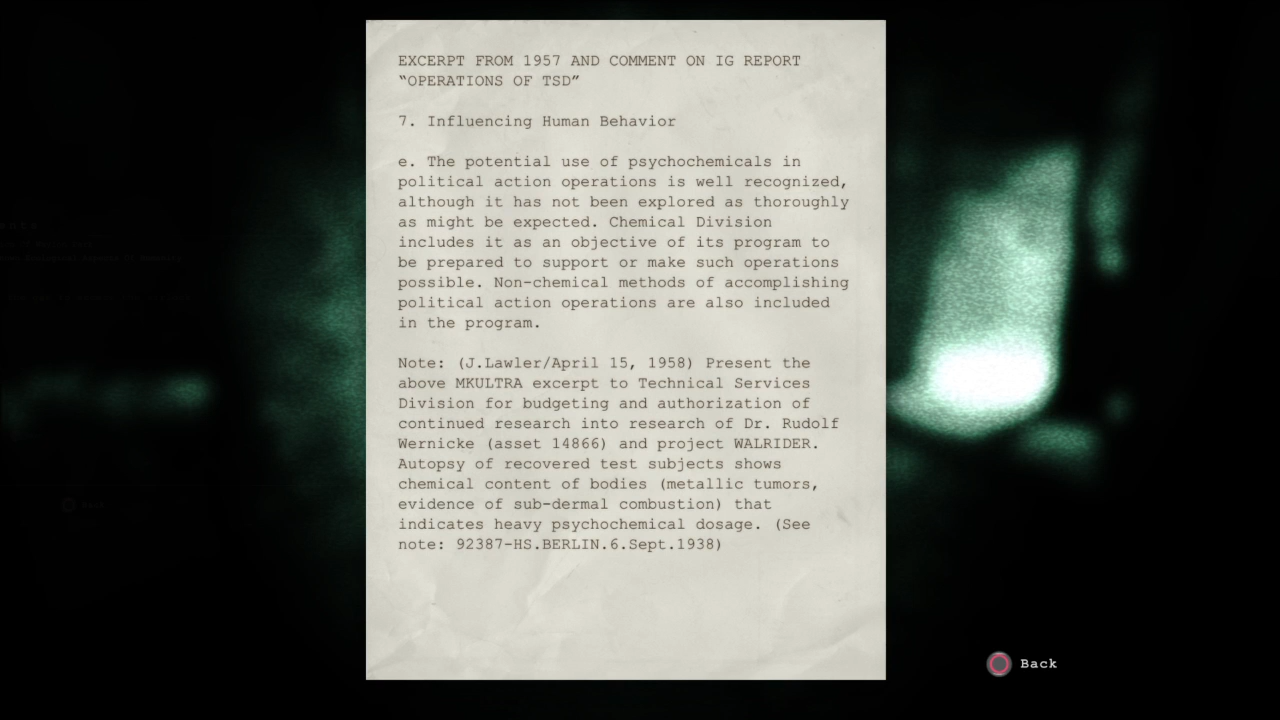 EXCERPT FROM 1957 AND COMMENT ON IG REPORT
“OPERATIONS OF TSD”
7. Influencing Human Behavior
e. The potential use of psychochemicals in
political action operations is well recognized,
although it has not been explored as thoroughly
as might be expected. Chemical Division
includes it as an objective of its program to
be prepared to support or make such operations
possible. Non-chemical methods of accomplishing
political action operations are also included
in the program.
Note: (J.Lawler/April 15, 1958) Present the
above MKULTRA excerpt to Technical Services
Division for budgeting and authorization of
continued research into research of Dr. Rudolf
Wernicke (asset 14866) and project WALRIDER.
Autopsy of recovered test subjects shows
chemical content of bodies (metallic tumors,
evidence of sub-dermal combustion) that
indicates heavy psychochemical dosage. (See
note: 92387-HS.BERLIN.6.Sept.1938)
Back